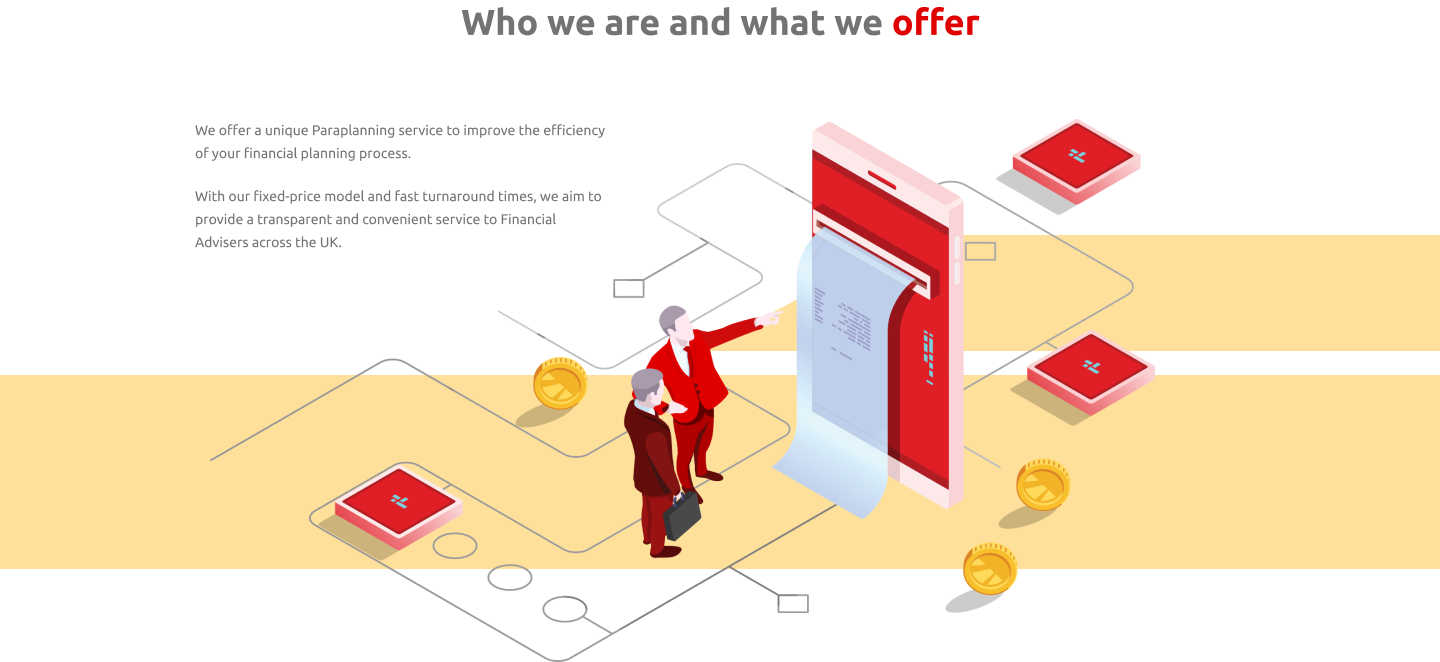 Who we are and what we offer
We offer a unique Paraplanning service to improve the efficiency
of your financial planning process.
With our fixed-price model and fast turnaround times, we aim to
provide a transparent and convenient service to Financial
Advisers across the UK.